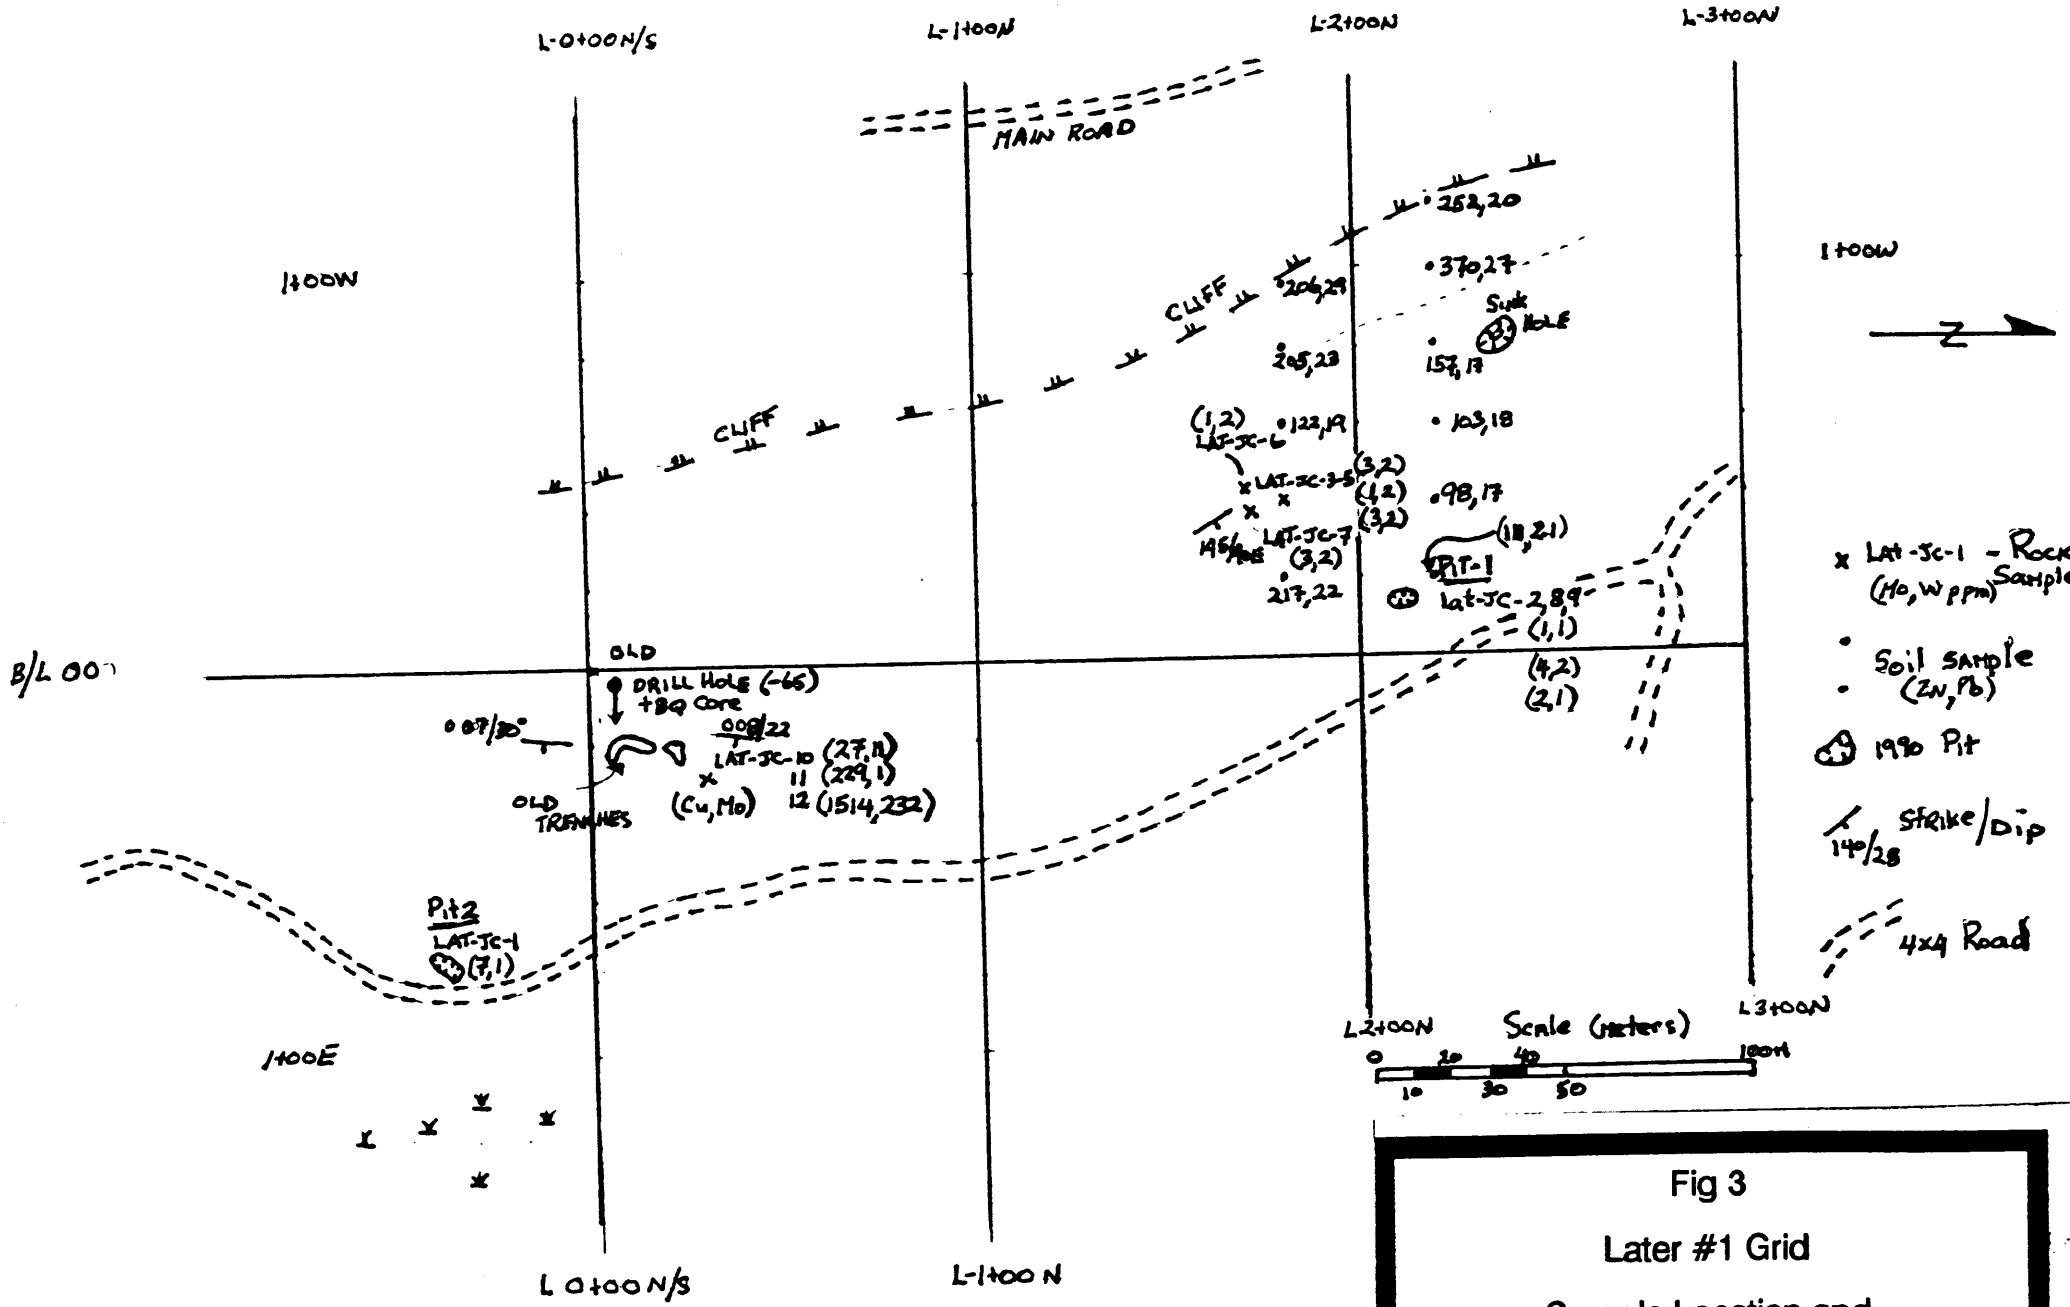 L-0+00N/S
L-1+00N
L-2+00N
L-3+00N
MAIN ROAD
252,20
1+00W
370,27
1+00W
CLIFF
206,29
Sink
HOLE
Z
205,23
157,17
CLIFF
(1,2)
122,19
103,18
LAT-JC-6
LAT-JC-3-5
(3,2)
(1,2)
(3,2)
98,17
LAT-JC-7
(3,2)
217,22
PIT-1
Lat-JC-2,8,9
(1,1)
(4,2)
(2,1)
x LAT-JC-1 - Rock
(Mo, W ppm) Sample
Soil SAMPLE
(ZN, Pb)
1990 Pit
Strike/Dip
140/28
4x4 Road
B/L 00
OLD
DRILL HOLE (-65)
+BQ Core
/30°
/22
LAT-JC-10 (27,11)
11 (229,1)
12 (1514,232)
(Cu,Mo)
OLD
TRENCHES
Pit2
LAT-JC-1
(7,1)
1+00E
L2+00N
L3+00N
Scale (meters)
0
20
40
100M
10
30
50
L 0+00 N/S
L-1+00 N
Fig 3
Later #1 Grid
Sample Location and